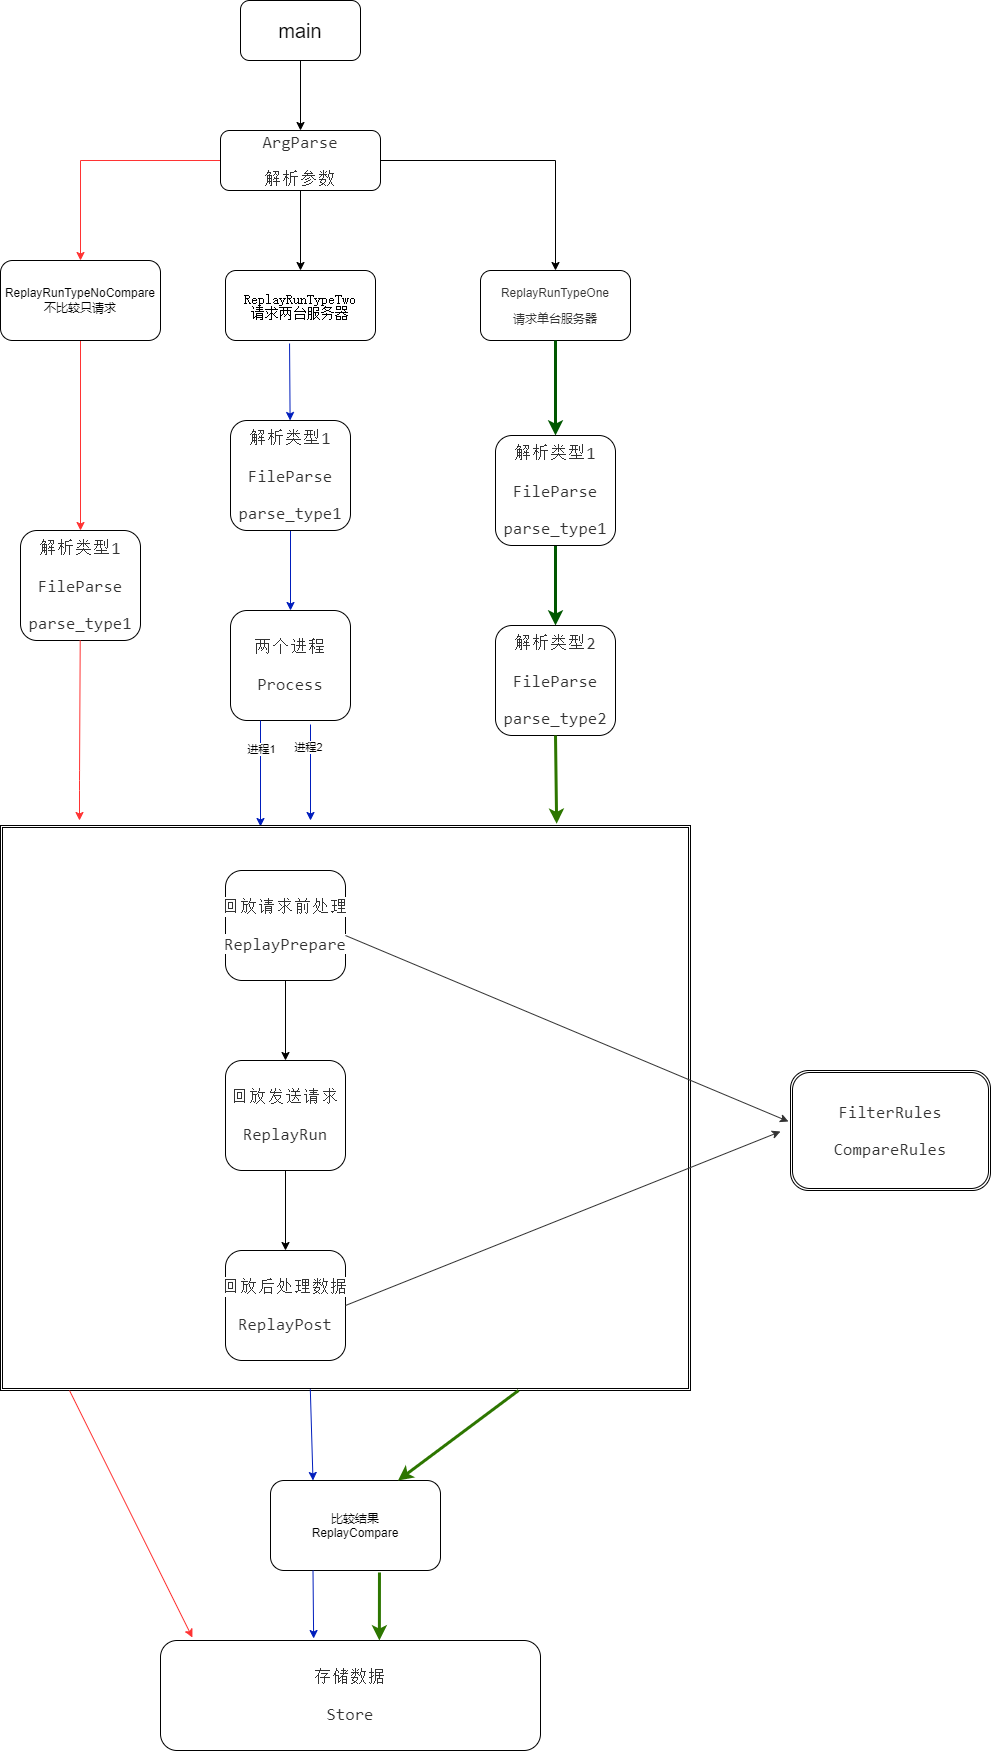 main
ArgParse
解析参数
ReplayRunTypeNoCompare
不比较只请求
ReplayRunTypeTwo
请求两台服务器
ReplayRunTypeOne
请求单台服务器
解析类型1
FileParse
parse_type1
解析类型1
FileParse
parse_type1
解析类型1
FileParse
parse_type1
两个进程
Process
解析类型2
FileParse
parse_type2
进程1
进程2
回放请求前处理
ReplayPrepare
回放发送请求
ReplayRun
FilterRules
CompareRules
回放后处理数据
ReplayPost
比较结果
ReplayCompare
存储数据
Store